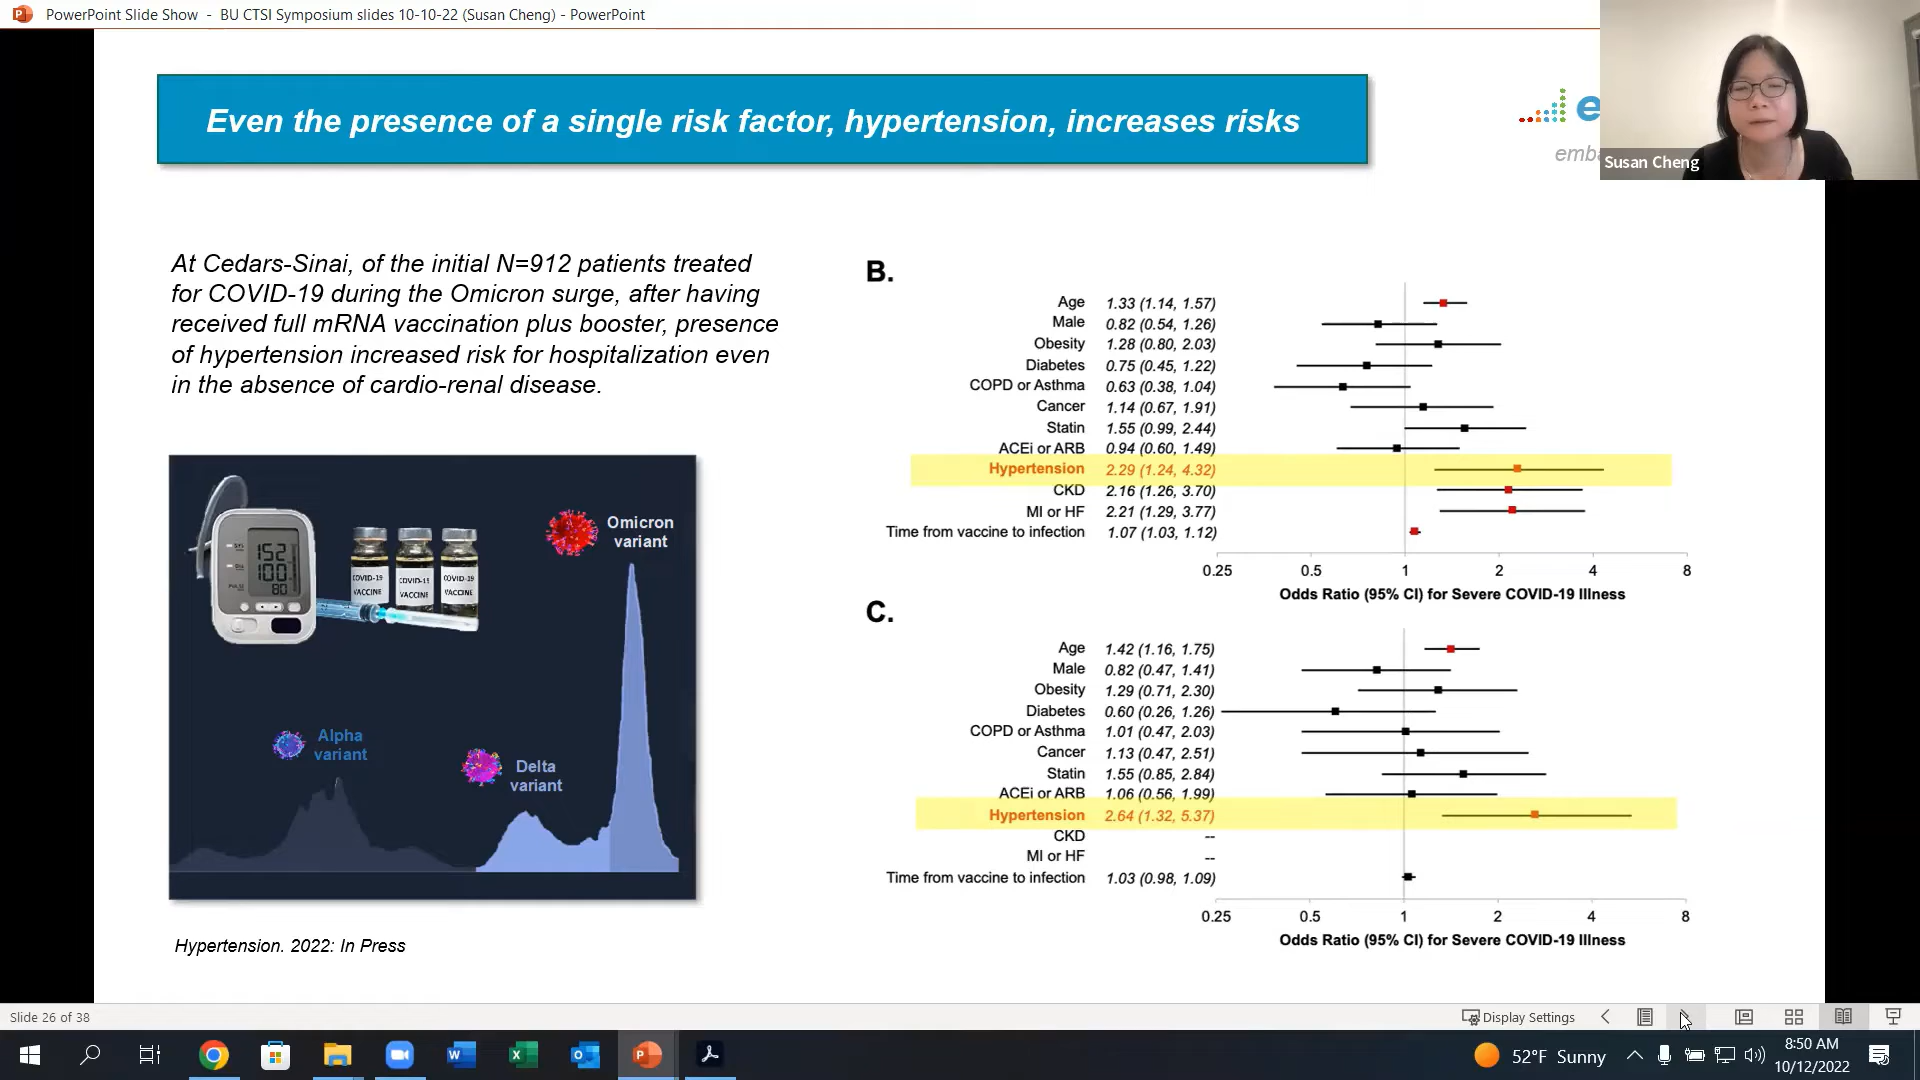 PowerPoint Slide Show - BU CTSI Symposium slides 10-10-22 (Susan Cheng) - PowerPoint
Even the presence of a single risk factor, hypertension, increases risks
e
emb
Susan Cheng
At Cedars-Sinai, of the initial N=912 patients treated
for COVID-19 during the Omicron surge, after having
received full mRNA vaccination plus booster, presence
of hypertension increased risk for hospitalization even
in the absence of cardio-renal disease.
152
100
80
COVID-19
VACCINE
COVID-19
VACCINE
COVID-19
VACCINE
Omicron
variant
Alpha
variant
Delta
variant
Hypertension. 2022: In Press
B.
Age 1.33 (1.14, 1.57)
Male 0.82 (0.54, 1.26)
Obesity 1.28 (0.80, 2.03)
Diabetes 0.75 (0.45, 1.22)
COPD or Asthma 0.63 (0.38, 1.04)
Cancer 1.14 (0.67, 1.91)
Statin 1.55 (0.99, 2.44)
ACEi or ARB 0.94 (0.60, 1.49)
Hypertension 2.29 (1.24, 4.32)
CKD 2.16 (1.26, 3.70)
MI or HF 2.21 (1.29, 3.77)
Time from vaccine to infection 1.07 (1.03, 1.12)
0.25 0.5 1 2 4 8
Odds Ratio (95% CI) for Severe COVID-19 Illness
C.
Age 1.42 (1.16, 1.75)
Male 0.82 (0.47, 1.41)
Obesity 1.29 (0.71, 2.30)
Diabetes 0.60 (0.26, 1.26)
COPD or Asthma 1.01 (0.47, 2.03)
Cancer 1.13 (0.47, 2.51)
Statin 1.55 (0.85, 2.84)
ACEi or ARB 1.06 (0.56, 1.99)
Hypertension 2.64 (1.32, 5.37)
CKD --
MI or HF --
Time from vaccine to infection 1.03 (0.98, 1.09)
0.25 0.5 1 2 4 8
Odds Ratio (95% CI) for Severe COVID-19 Illness
Slide 26 of 38
Display Settings
52°F Sunny
8:50 AM
10/12/2022